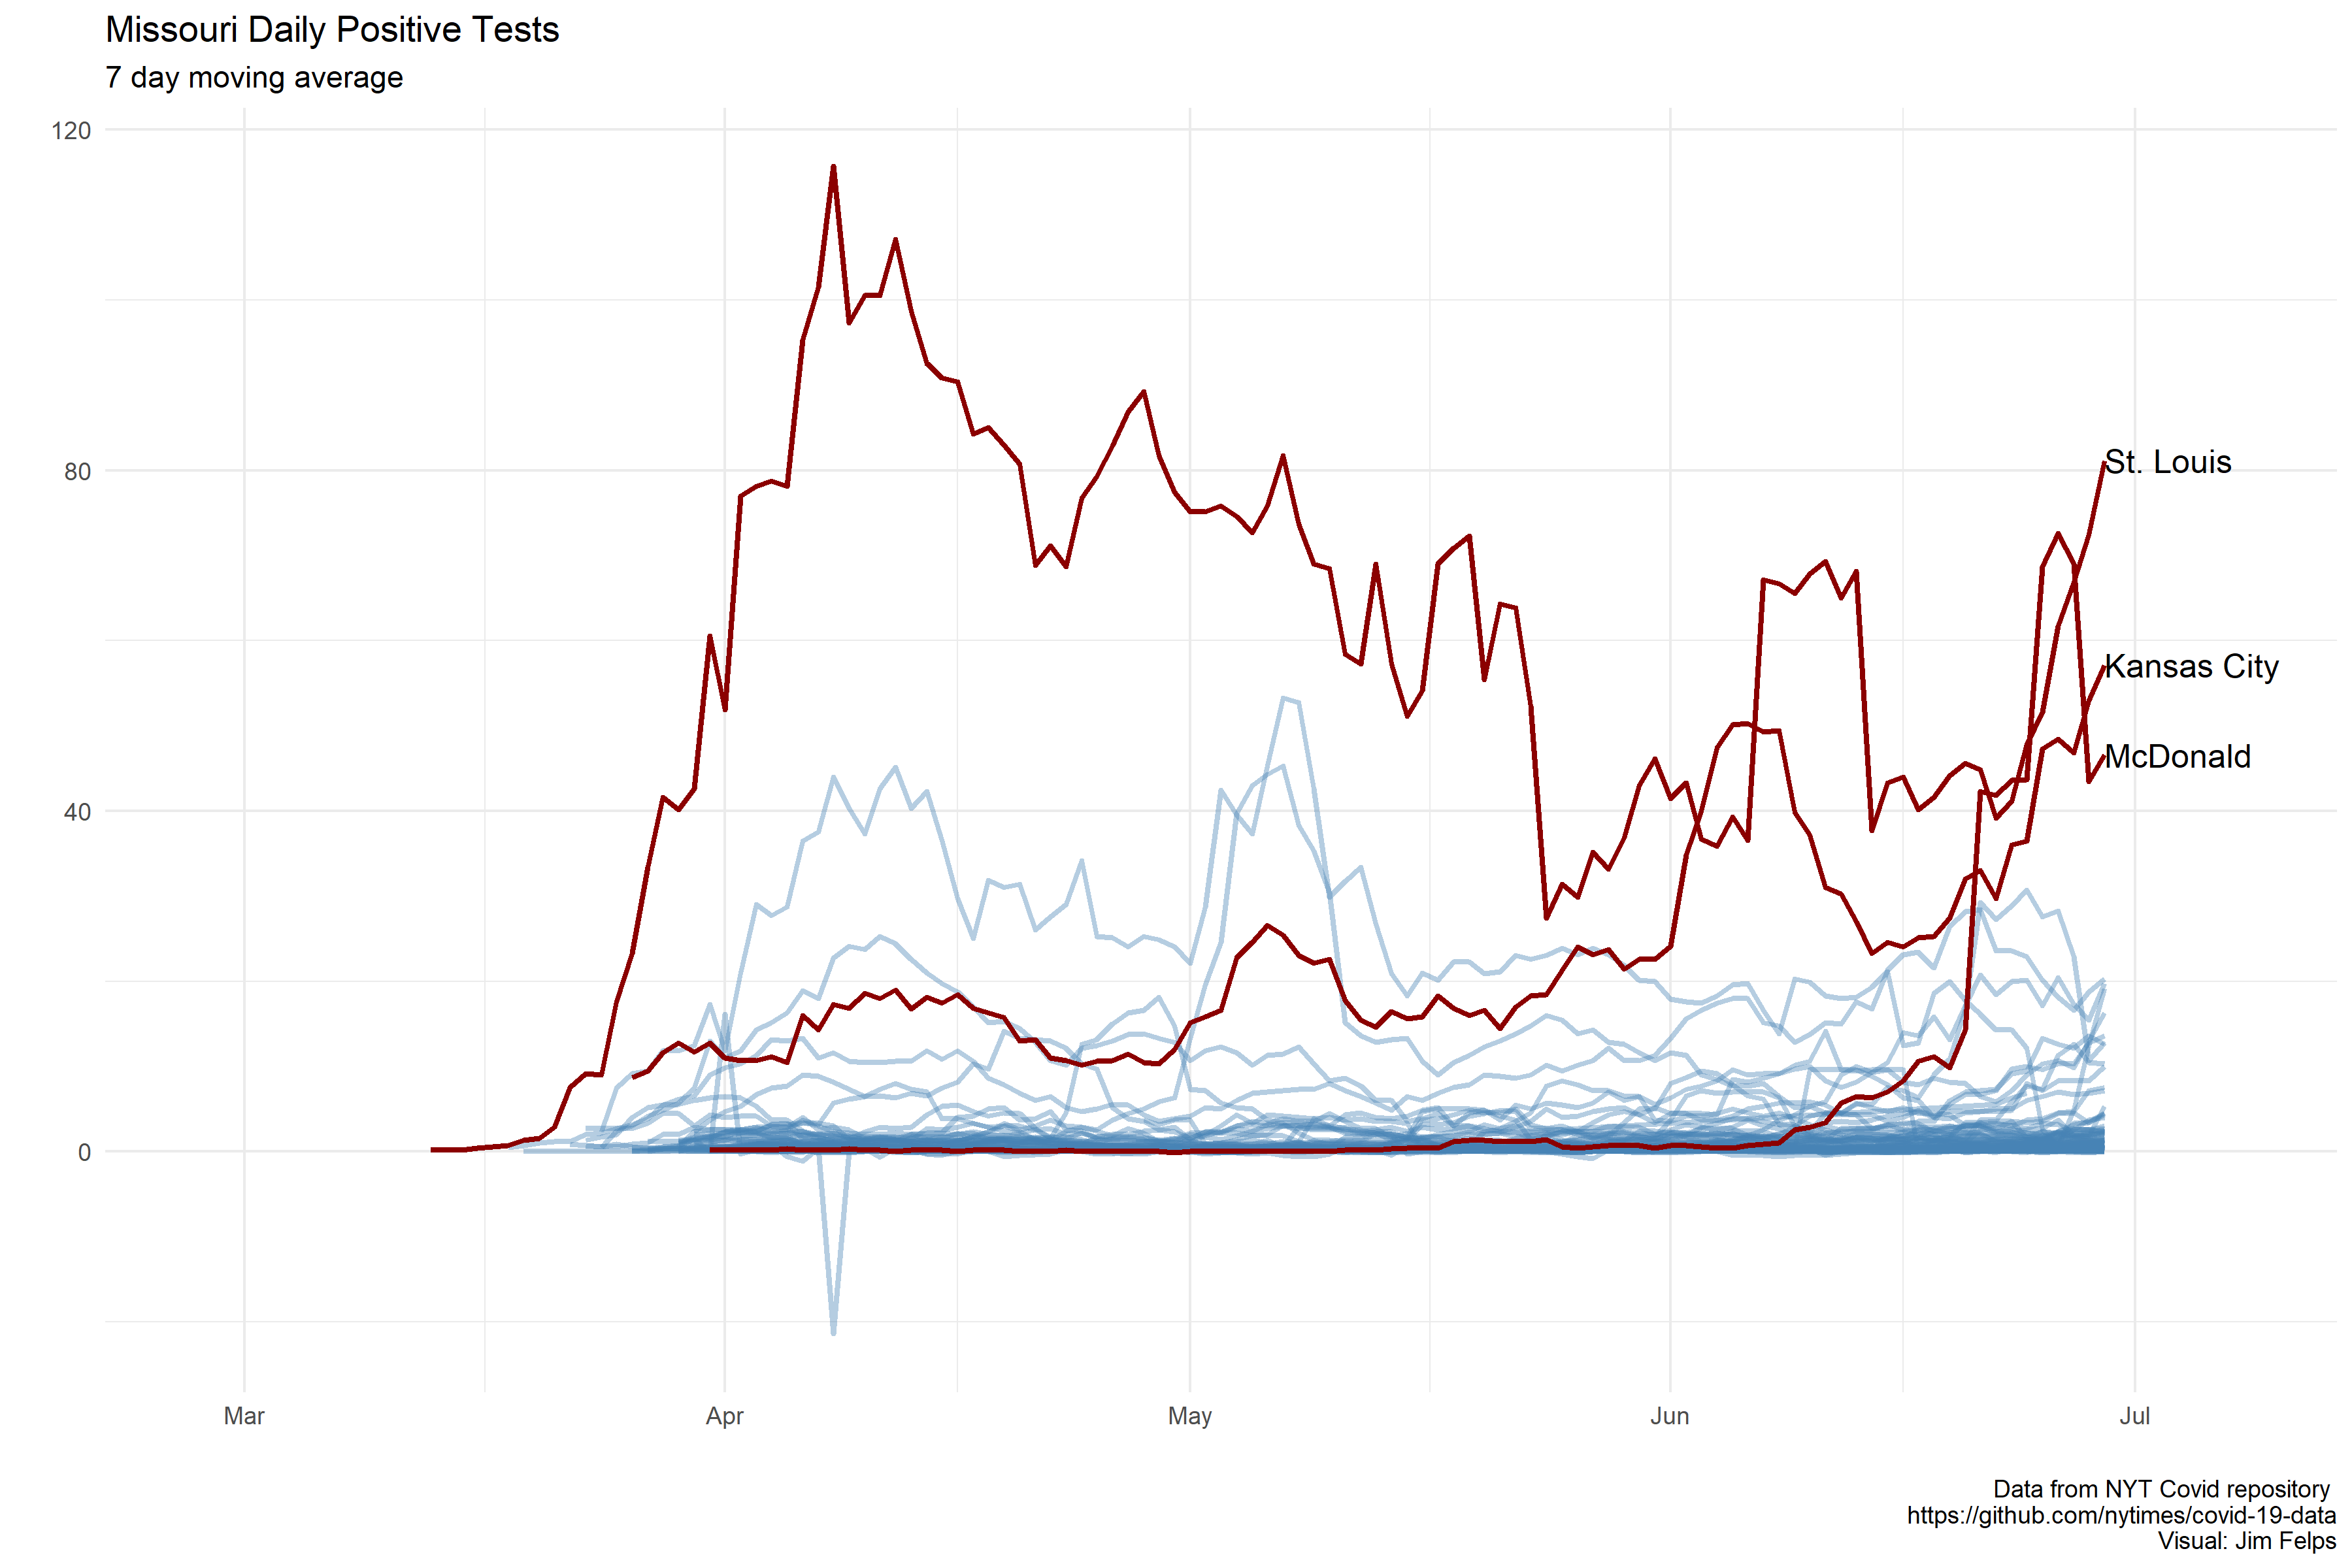 Missouri Daily Positive Tests
7 day moving average
120
80
40
0
St. Louis
Kansas City
McDonald
Mar Apr May Jun Jul
Data from NYT Covid repository
https://github.com/nytimes/covid-19-data
Visual: Jim Felps